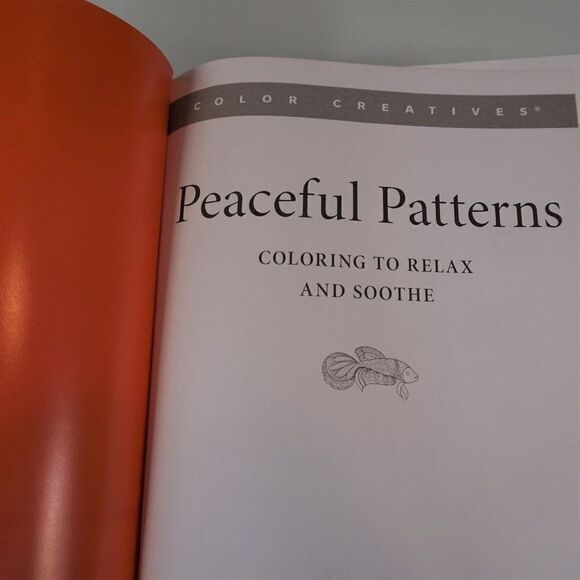 COLOR CREATIVES®
Peaceful Patterns
COLORING TO RELAX
AND SOOTHE